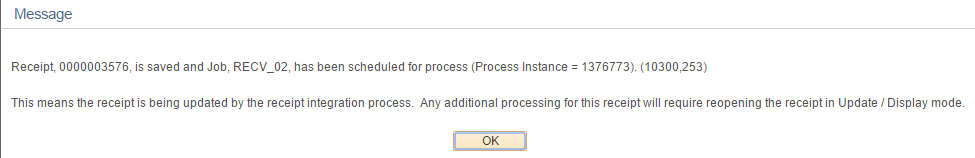 Message
Receipt, 0000003576, is saved and Job, RECV_02, has been scheduled for process (Process Instance = 1376773). (10300,253)
This means the receipt is being updated by the receipt integration process.  Any additional processing for this receipt will require reopening the receipt in Update / Display mode.
OK